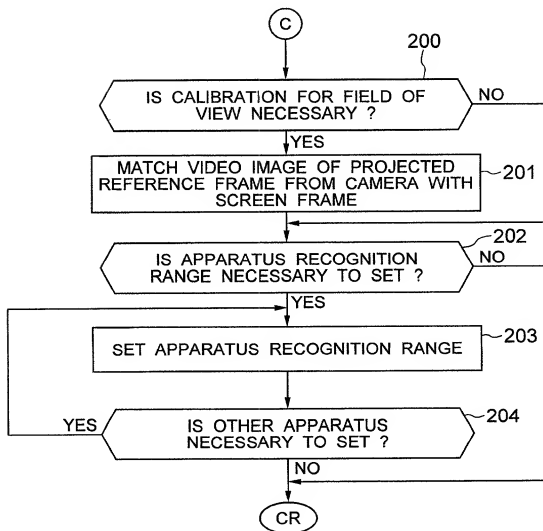 C
200
IS CALIBRATION FOR FIELD OF
VIEW NECESSARY ?
NO
YES
MATCH VIDEO IMAGE OF PROJECTED
REFERENCE FRAME FROM CAMERA WITH
SCREEN FRAME
201
202
IS APPARATUS RECOGNITION
RANGE NECESSARY TO SET ?
NO
YES
SET APPARATUS RECOGNITION RANGE
203
204
YES
IS OTHER APPARATUS
NECESSARY TO SET ?
NO
CR